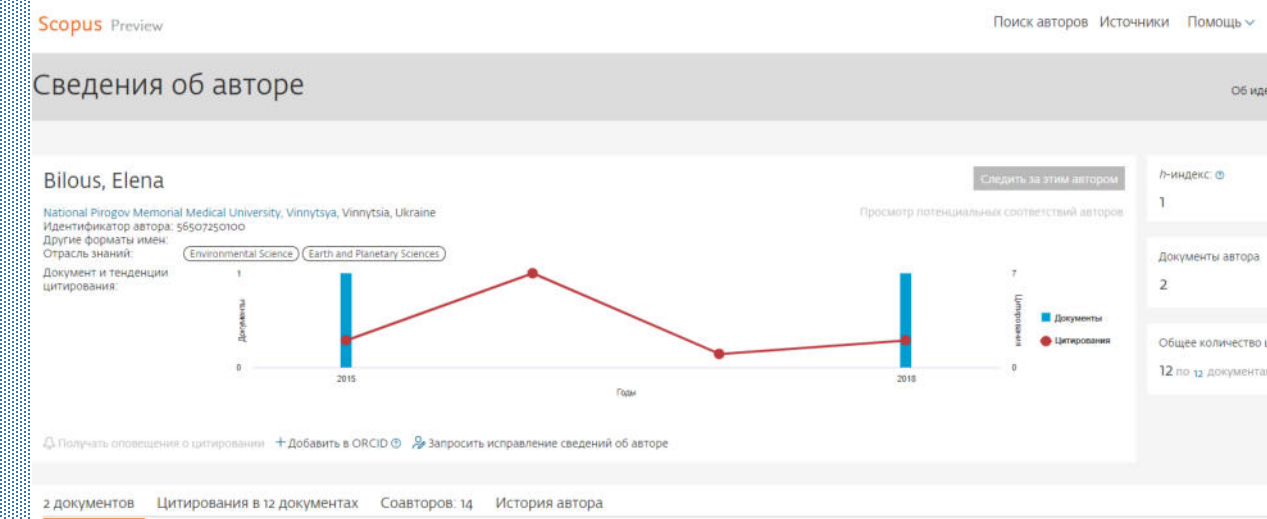 Scopus Preview
Поиск авторов Источники Помощь
Сведения об авторе
Об
Bilous, Elena
Следить за этим автором
National Pirogov Memorial Medical University, Vinnytsya, Vinnytsia, Ukraine
Просмотр потенциальных соответствий авторов
Идентификатор автора: 56507250100
Другие форматы имен:
Отрасль знаний: Environmental Science Earth and Planetary Sciences
Документ и тенденции
цитирования:
1
Документы
0
2015
2018
Годы
7
Цитирования
0
Документы
Цитирования
h-индекс:
1
Документы автора
2
Общее количество
12 по 12
Получать оповещения о цитировании + Добавить в ORCID Запросить исправление сведений об авторе
2 документов Цитирования в 12 документах Соавторов: 14 История автора